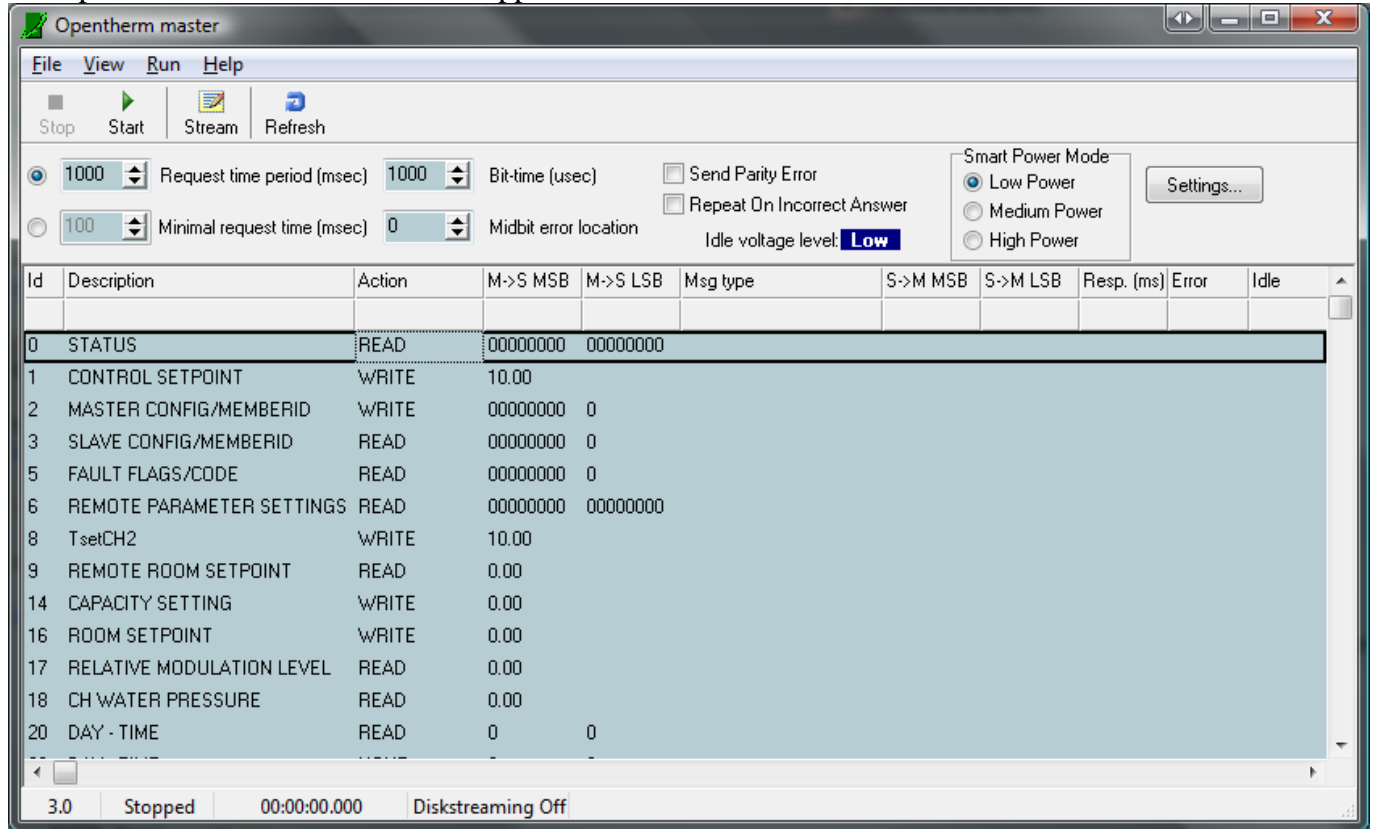 Opentherm master
File View Run Help
Stop Start Stream Refresh
1000 Request time period (msec) 1000 Bit-time (usec) Send Parity Error Smart Power Mode Low Power Settings...
Repeat On Incorrect Answer Medium Power
100 Minimal request time (msec) 0 Midbit error location Idle voltage level: Low High Power
Id Description Action M->S MSB M->S LSB Msg type S->M MSB S->M LSB Resp. (ms) Error Idle
0 STATUS READ 00000000 00000000
1 CONTROL SETPOINT WRITE 10.00
2 MASTER CONFIG/MEMBERID WRITE 00000000 0
3 SLAVE CONFIG/MEMBERID READ 00000000 0
5 FAULT FLAGS/CODE READ 00000000 0
6 REMOTE PARAMETER SETTINGS READ 00000000 00000000
8 TsetCH2 WRITE 10.00
9 REMOTE ROOM SETPOINT READ 0.00
14 CAPACITY SETTING WRITE 0.00
16 ROOM SETPOINT WRITE 0.00
17 RELATIVE MODULATION LEVEL READ 0.00
18 CH WATER PRESSURE READ 0.00
20 DAY - TIME READ 0 0
3.0 Stopped 00:00:00.000 Diskstreaming Off